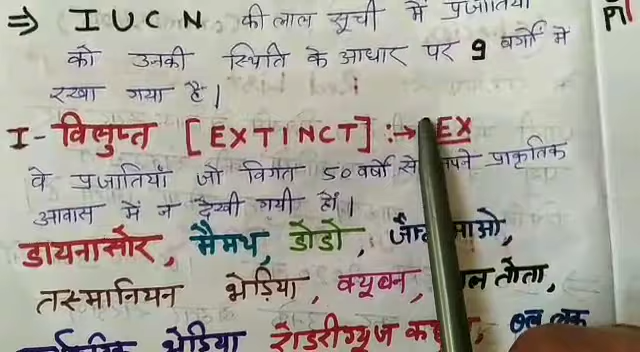 ⇒ IUCN की लाल सूची में प्रजातियो
को उनकी स्थिति के आधार पर 9 वर्गों में
रखा गया है।
I - विलुप्त [EXTINCT] :→ EX
वे प्रजातियाँ जो विगत 50 वर्षों से प्राकृतिक
आवास में न देखी गयी हों।
डायनासोर, मैमथ, डोडो,
तस्मानियन भेड़िया, क्यूबन, तोता,
भेड़िया रोडरीग्यूज